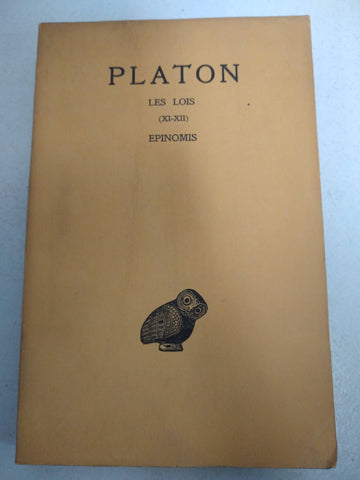 PLATON
LES LOIS
(XI-XII)
EPINOMIS